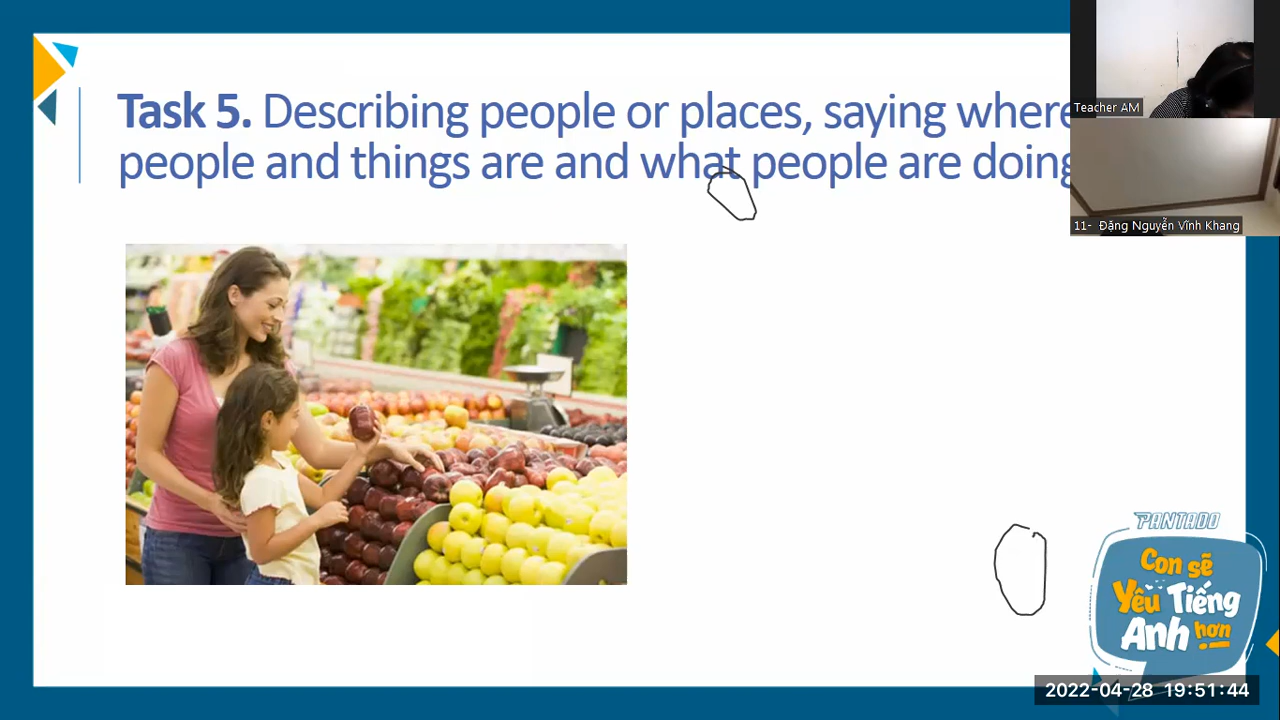 Task 5. Describing people or places, saying where
people and things are and what people are doing
Teacher AM
11- Đặng Nguyễn Vĩnh Khang
PANTADO
Con sẽ
Yêu Tiếng
Anh hơn
2022-04-28 19:51:44